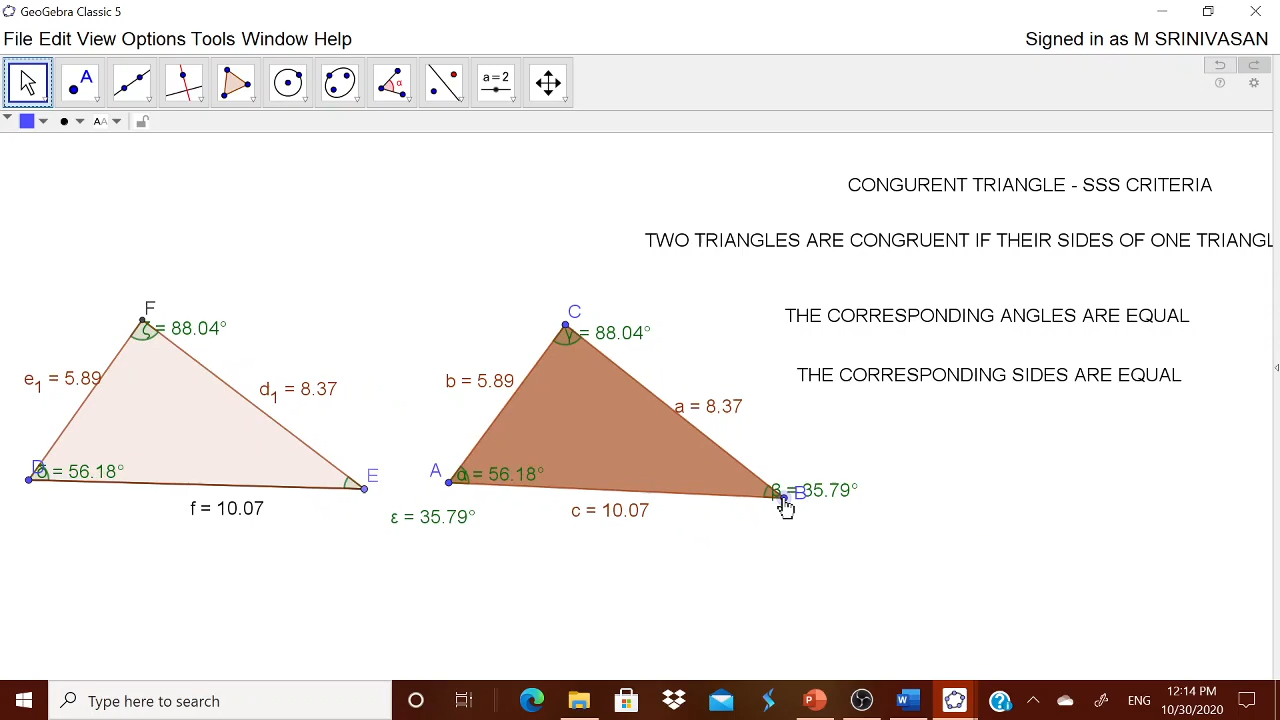 GeoGebra Classic 5
File Edit View Options Tools Window Help
Signed in as M SRINIVASAN
A
α
a=2
AA
CONGURENT TRIANGLE - SSS CRITERIA
TWO TRIANGLES ARE CONGRUENT IF THEIR SIDES OF ONE TRIANGL
THE CORRESPONDING ANGLES ARE EQUAL
THE CORRESPONDING SIDES ARE EQUAL
F
ζ = 88.04°
e₁ = 5.89
d₁ = 8.37
D
δ = 56.18°
E
f = 10.07
ε = 35.79°
C
γ = 88.04°
b = 5.89
a = 8.37
A
α = 56.18°
B
β = 35.79°
c = 10.07
Type here to search
ENG
12:14 PM
10/30/2020